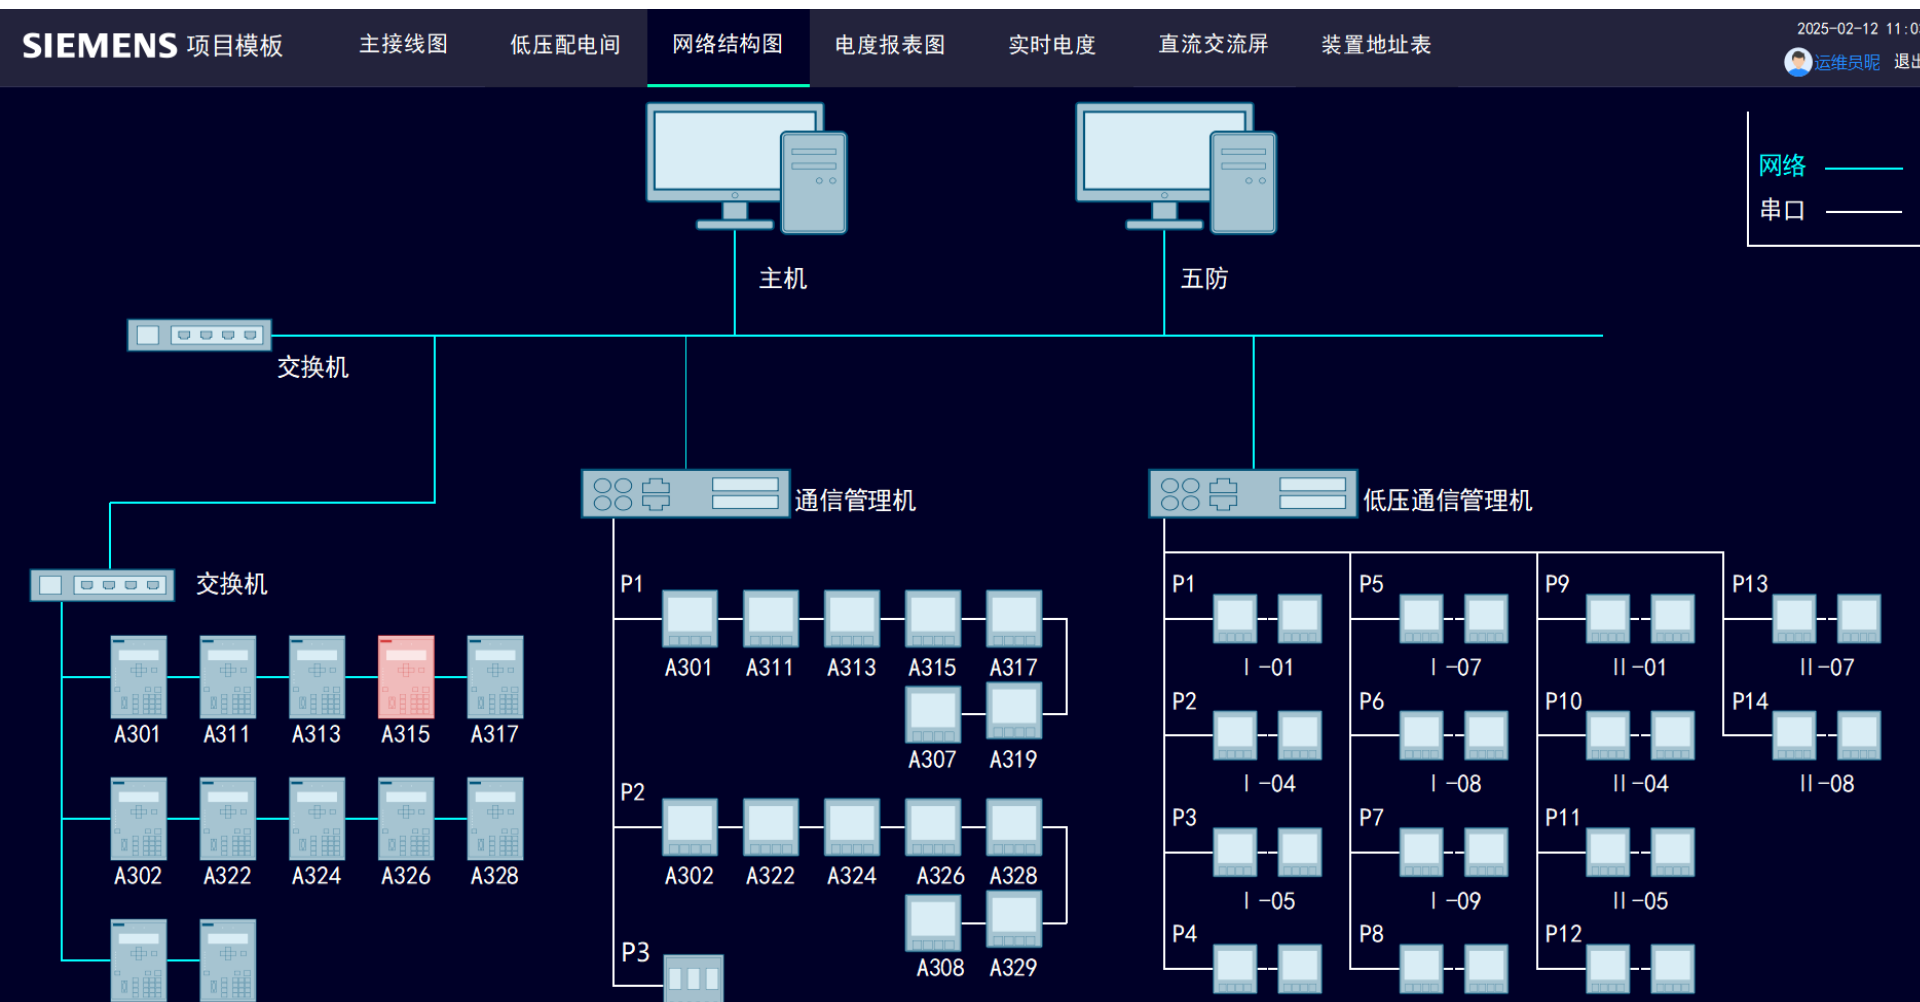 SIEMENS 项目模板 主接线图 低压配电间 网络结构图 电度报表图 实时电度 直流交流屏 装置地址表
2025-02-12 11:03
运维员昵 退出
网络
串口
主机 五防
交换机
通信管理机 低压通信管理机
交换机
P1 P1 P5 P9 P13
A301 A311 A313 A315 A317 Ⅰ-01 Ⅰ-07 Ⅱ-01 Ⅱ-07
A301 A311 A313 A315 A317
P2 P6 P10 P14
A307 A319
Ⅰ-04 Ⅰ-08 Ⅱ-04 Ⅱ-08
P2
P3 P7 P11
A302 A322 A324 A326 A328
A302 A322 A324 A326 A328
Ⅰ-05 Ⅰ-09 Ⅱ-05
P4 P8 P12
P3
A308 A329